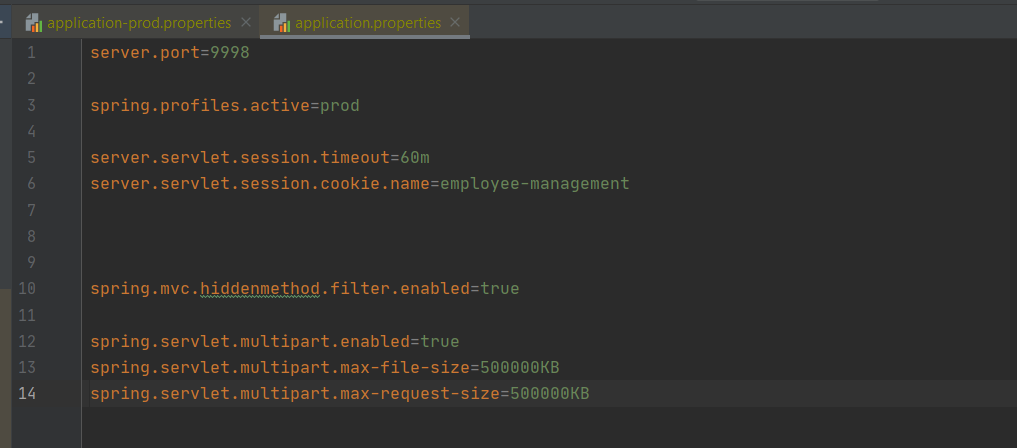 application-prod.properties
application.properties
1 server.port=9998
2
3 spring.profiles.active=prod
4
5 server.servlet.session.timeout=60m
6 server.servlet.session.cookie.name=employee-management
7
8
9
10 spring.mvc.hiddenmethod.filter.enabled=true
11
12 spring.servlet.multipart.enabled=true
13 spring.servlet.multipart.max-file-size=500000KB
14 spring.servlet.multipart.max-request-size=500000KB